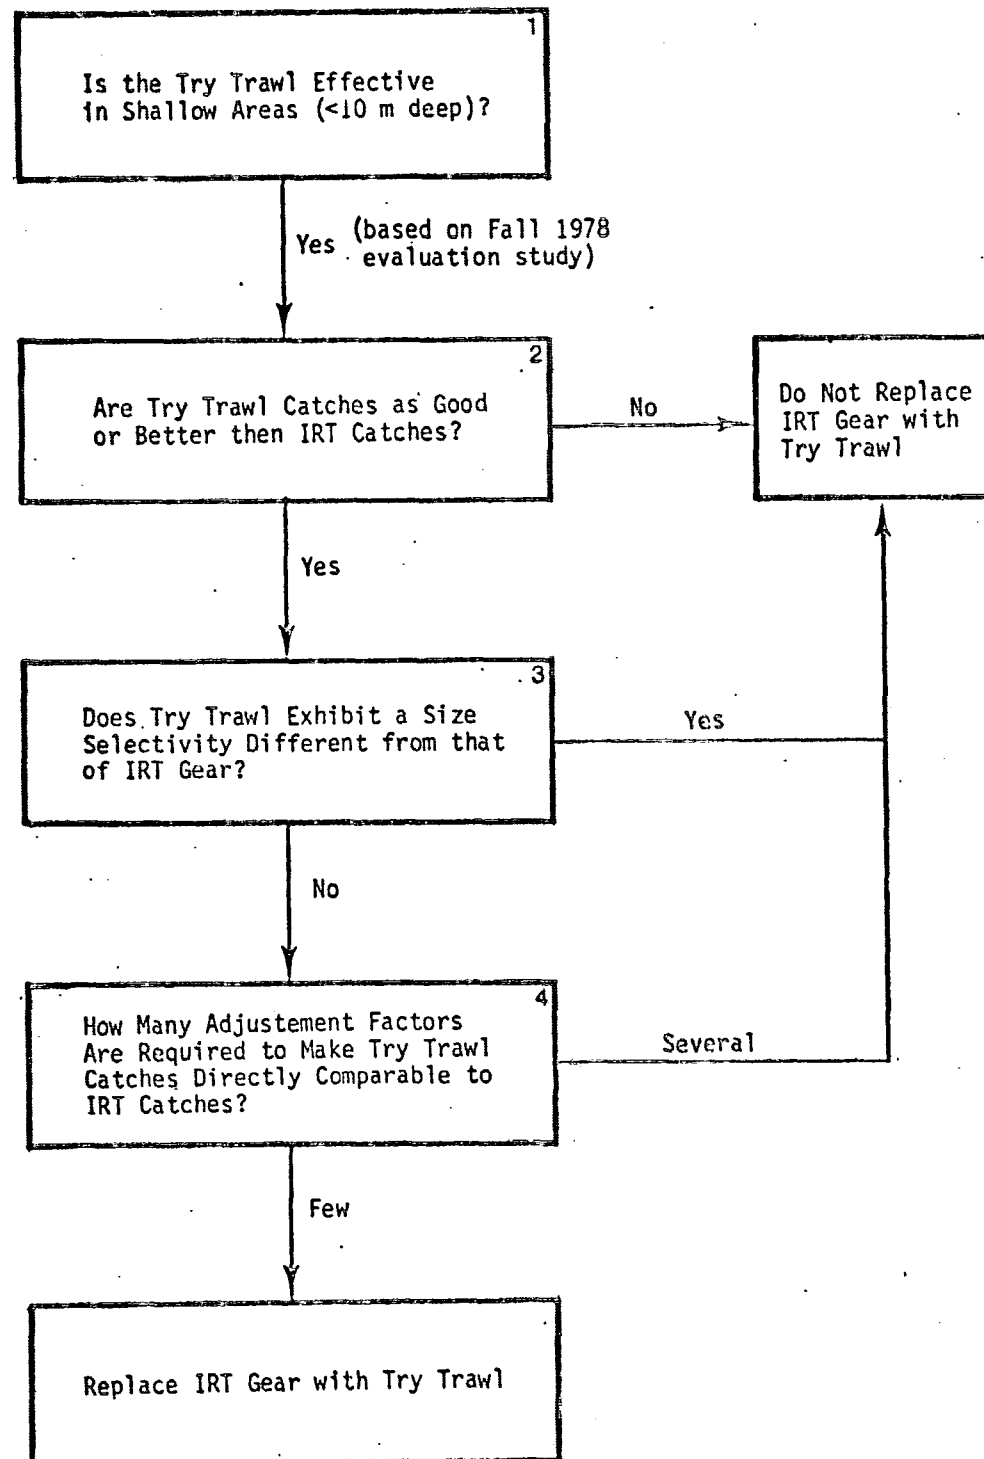 1
Is the Try Trawl Effective
in Shallow Areas (<10 m deep)?
Yes (based on Fall 1978
evaluation study)
2
Are Try Trawl Catches as Good
or Better then IRT Catches?
No
Do Not Replace
IRT Gear with
Try Trawl
Yes
3
Does Try Trawl Exhibit a Size
Selectivity Different from that
of IRT Gear?
Yes
No
4
How Many Adjustement Factors
Are Required to Make Try Trawl
Catches Directly Comparable to
IRT Catches?
Several
Few
Replace IRT Gear with Try Trawl